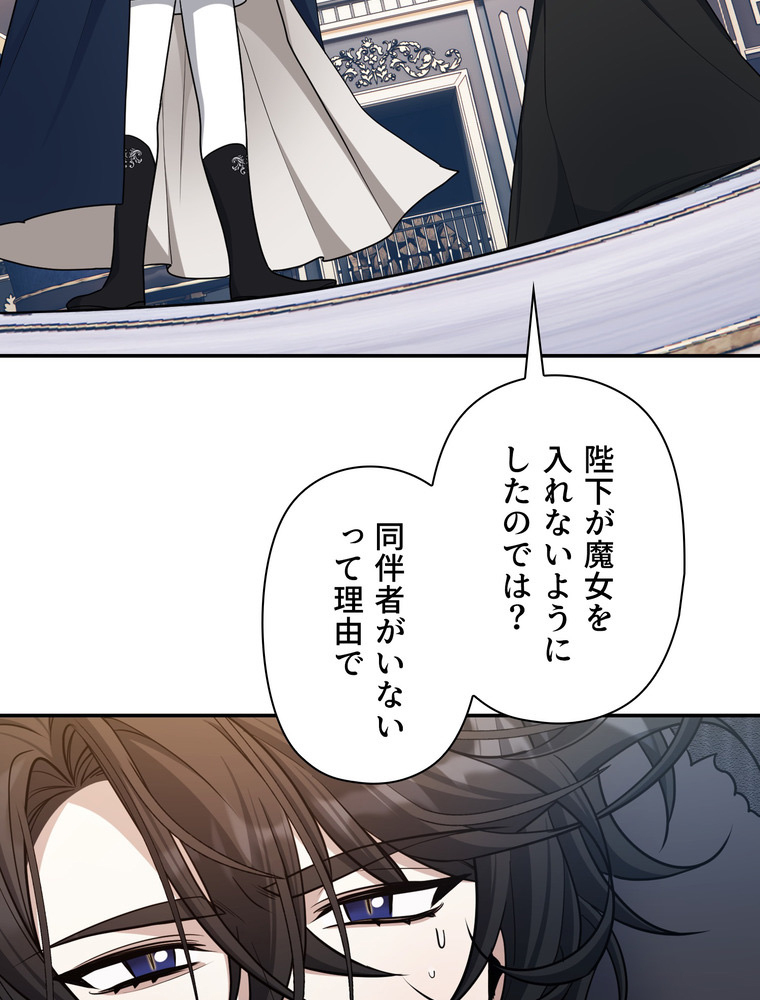 陛下が魔女を
入れないように
したのでは？
同伴者がいない
って理由で